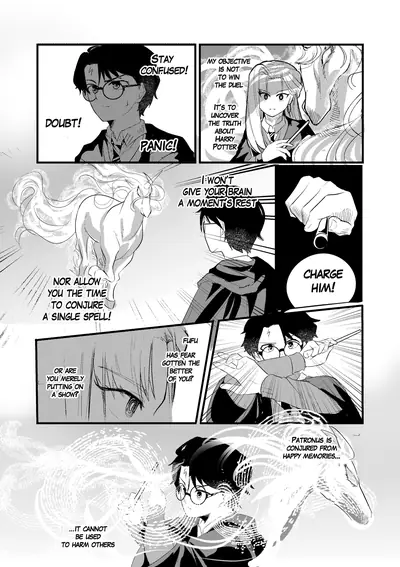 MY OBJECTIVE
IS NOT
TO WIN
THE DUEL
IT'S TO
UNCOVER
THE TRUTH
ABOUT
HARRY
POTTER
STAY
CONFUSED!
DOUBT!
PANIC!
CHARGE
HIM!
I WON'T
GIVE YOUR BRAIN
A MOMENT'S REST
NOR ALLOW
YOU THE TIME
TO CONJURE
A SINGLE SPELL!
FUFU
HAS FEAR
GOTTEN THE
BETTER
OF YOU?
OR ARE
YOU MERELY
PUTTING ON
A SHOW?
PATRONUS
IS CONJURED
FROM HAPPY
MEMORIES...
...IT CANNOT
BE USED
TO HARM OTHERS